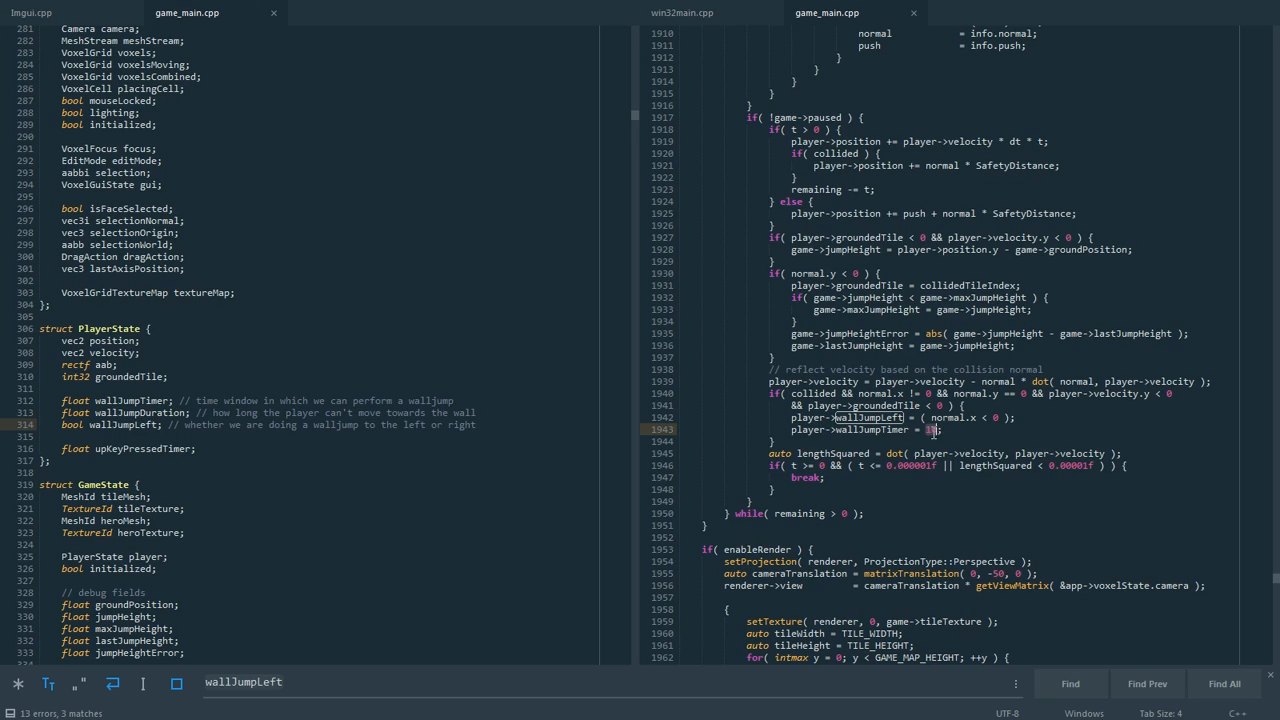 Imgui.cpp
game_main.cpp
×
281 Camera camera;
282 MeshStream meshStream;
283 VoxelGrid voxels;
284 VoxelGrid voxelsMoving;
285 VoxelGrid voxelsCombined;
286 VoxelCell placingCell;
287 bool mouseLocked;
288 bool lighting;
289 bool initialized;
290
291 VoxelFocus focus;
292 EditMode editMode;
293 aabbi selection;
294 VoxelGuiState gui;
295
296 bool isFaceSelected;
297 vec3i selectionNormal;
298 vec3i selectionOrigin;
299 aabb selectionWorld;
300 DragAction dragAction;
301 vec3 lastAxisPosition;
302
303 VoxelGridTextureMap textureMap;
304 };
305
306 struct PlayerState {
307 vec2 position;
308 vec2 velocity;
309 rectf aab;
310 int32 groundedTile;
311
312 float wallJumpTimer; // time window in which we can perform a walljump
313 float wallJumpDuration; // how long the player can't move towards the wall
314 bool wallJumpLeft; // whether we are doing a walljump to the left or right
315
316 float upKeyPressedTimer;
317 };
318
319 struct GameState {
320 MeshId tileMesh;
321 TextureId tileTexture;
322 MeshId heroMesh;
323 TextureId heroTexture;
324
325 PlayerState player;
326 bool initialized;
327
328 // debug fields
329 float groundPosition;
330 float jumpHeight;
331 float maxJumpHeight;
332 float lastJumpHeight;
333 float jumpHeightError;
win32main.cpp
game_main.cpp
×
1910 normal = info.normal;
1911 push = info.push;
1912 }
1913 }
1914 }
1915 }
1916 }
1917 if( !game->paused ) {
1918 if( t > 0 ) {
1919 player->position += player->velocity * dt * t;
1920 if( collided ) {
1921 player->position += normal * SafetyDistance;
1922 }
1923 remaining -= t;
1924 } else {
1925 player->position += push + normal * SafetyDistance;
1926 }
1927 if( player->groundedTile < 0 && player->velocity.y < 0 ) {
1928 game->jumpHeight = player->position.y - game->groundPosition;
1929 }
1930 if( normal.y < 0 ) {
1931 player->groundedTile = collidedTileIndex;
1932 if( game->jumpHeight < game->maxJumpHeight ) {
1933 game->maxJumpHeight = game->jumpHeight;
1934 }
1935 game->jumpHeightError = abs( game->jumpHeight - game->lastJumpHeight );
1936 game->lastJumpHeight = game->jumpHeight;
1937 }
1938 // reflect velocity based on the collision normal
1939 player->velocity = player->velocity - normal * dot( normal, player->velocity );
1940 if( collided && normal.x != 0 && normal.y == 0 && player->velocity.y < 0
1941 && player->groundedTile < 0 ) {
1942 player->wallJumpLeft = ( normal.x < 0 );
1943 player->wallJumpTimer = ;
1944 }
1945 auto lengthSquared = dot( player->velocity, player->velocity );
1946 if( t >= 0 && ( t <= 0.000001f || lengthSquared < 0.00001f ) ) {
1947 break;
1948 }
1949 }
1950 } while( remaining > 0 );
1951 }
1952
1953 if( enableRender ) {
1954 setProjection( renderer, ProjectionType::Perspective );
1955 auto cameraTranslation = matrixTranslation( 0, -50, 0 );
1956 renderer->view = cameraTranslation * getViewMatrix( &app->voxelState.camera );
1957
1958 {
1959 setTexture( renderer, 0, game->tileTexture );
1960 auto tileWidth = TILE_WIDTH;
1961 auto tileHeight = TILE_HEIGHT;
1962 for( intmax y = 0; y < GAME_MAP_HEIGHT; ++y ) {
wallJumpLeft
Find
Find Prev
Find All
×
13 errors, 3 matches
UTF-8
Windows
Tab Size: 4
C++